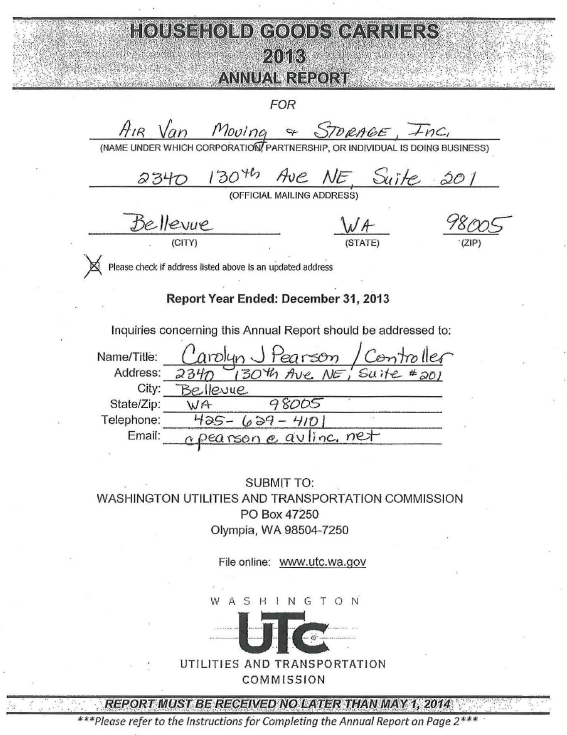 HOUSEHOLD GOODS CARRIERS
2013
ANNUAL REPORT
FOR
AIR Van Moving & STORAGE, Inc.
(NAME UNDER WHICH CORPORATION, PARTNERSHIP, OR INDIVIDUAL IS DOING BUSINESS)
2340 130th Ave NE, Suite 201
(OFFICIAL MAILING ADDRESS)
Bellevue WA 98005
(CITY) (STATE) (ZIP)
Please check if address listed above is an updated address
Report Year Ended: December 31, 2013
Inquiries concerning this Annual Report should be addressed to:
Name/Title: Carolyn J Pearson / Controller
Address: 2340 130th Ave NE, Suite #201
City: Bellevue
State/Zip: WA 98005
Telephone: 425-629-4101
Email: cpearson@avlinc.net
SUBMIT TO:
WASHINGTON UTILITIES AND TRANSPORTATION COMMISSION
PO Box 47250
Olympia, WA 98504-7250
File online: www.utc.wa.gov
WASHINGTON
UTC
UTILITIES AND TRANSPORTATION
COMMISSION
REPORT MUST BE RECEIVED NO LATER THAN MAY 1, 2014
***Please refer to the Instructions for Completing the Annual Report on Page 2***